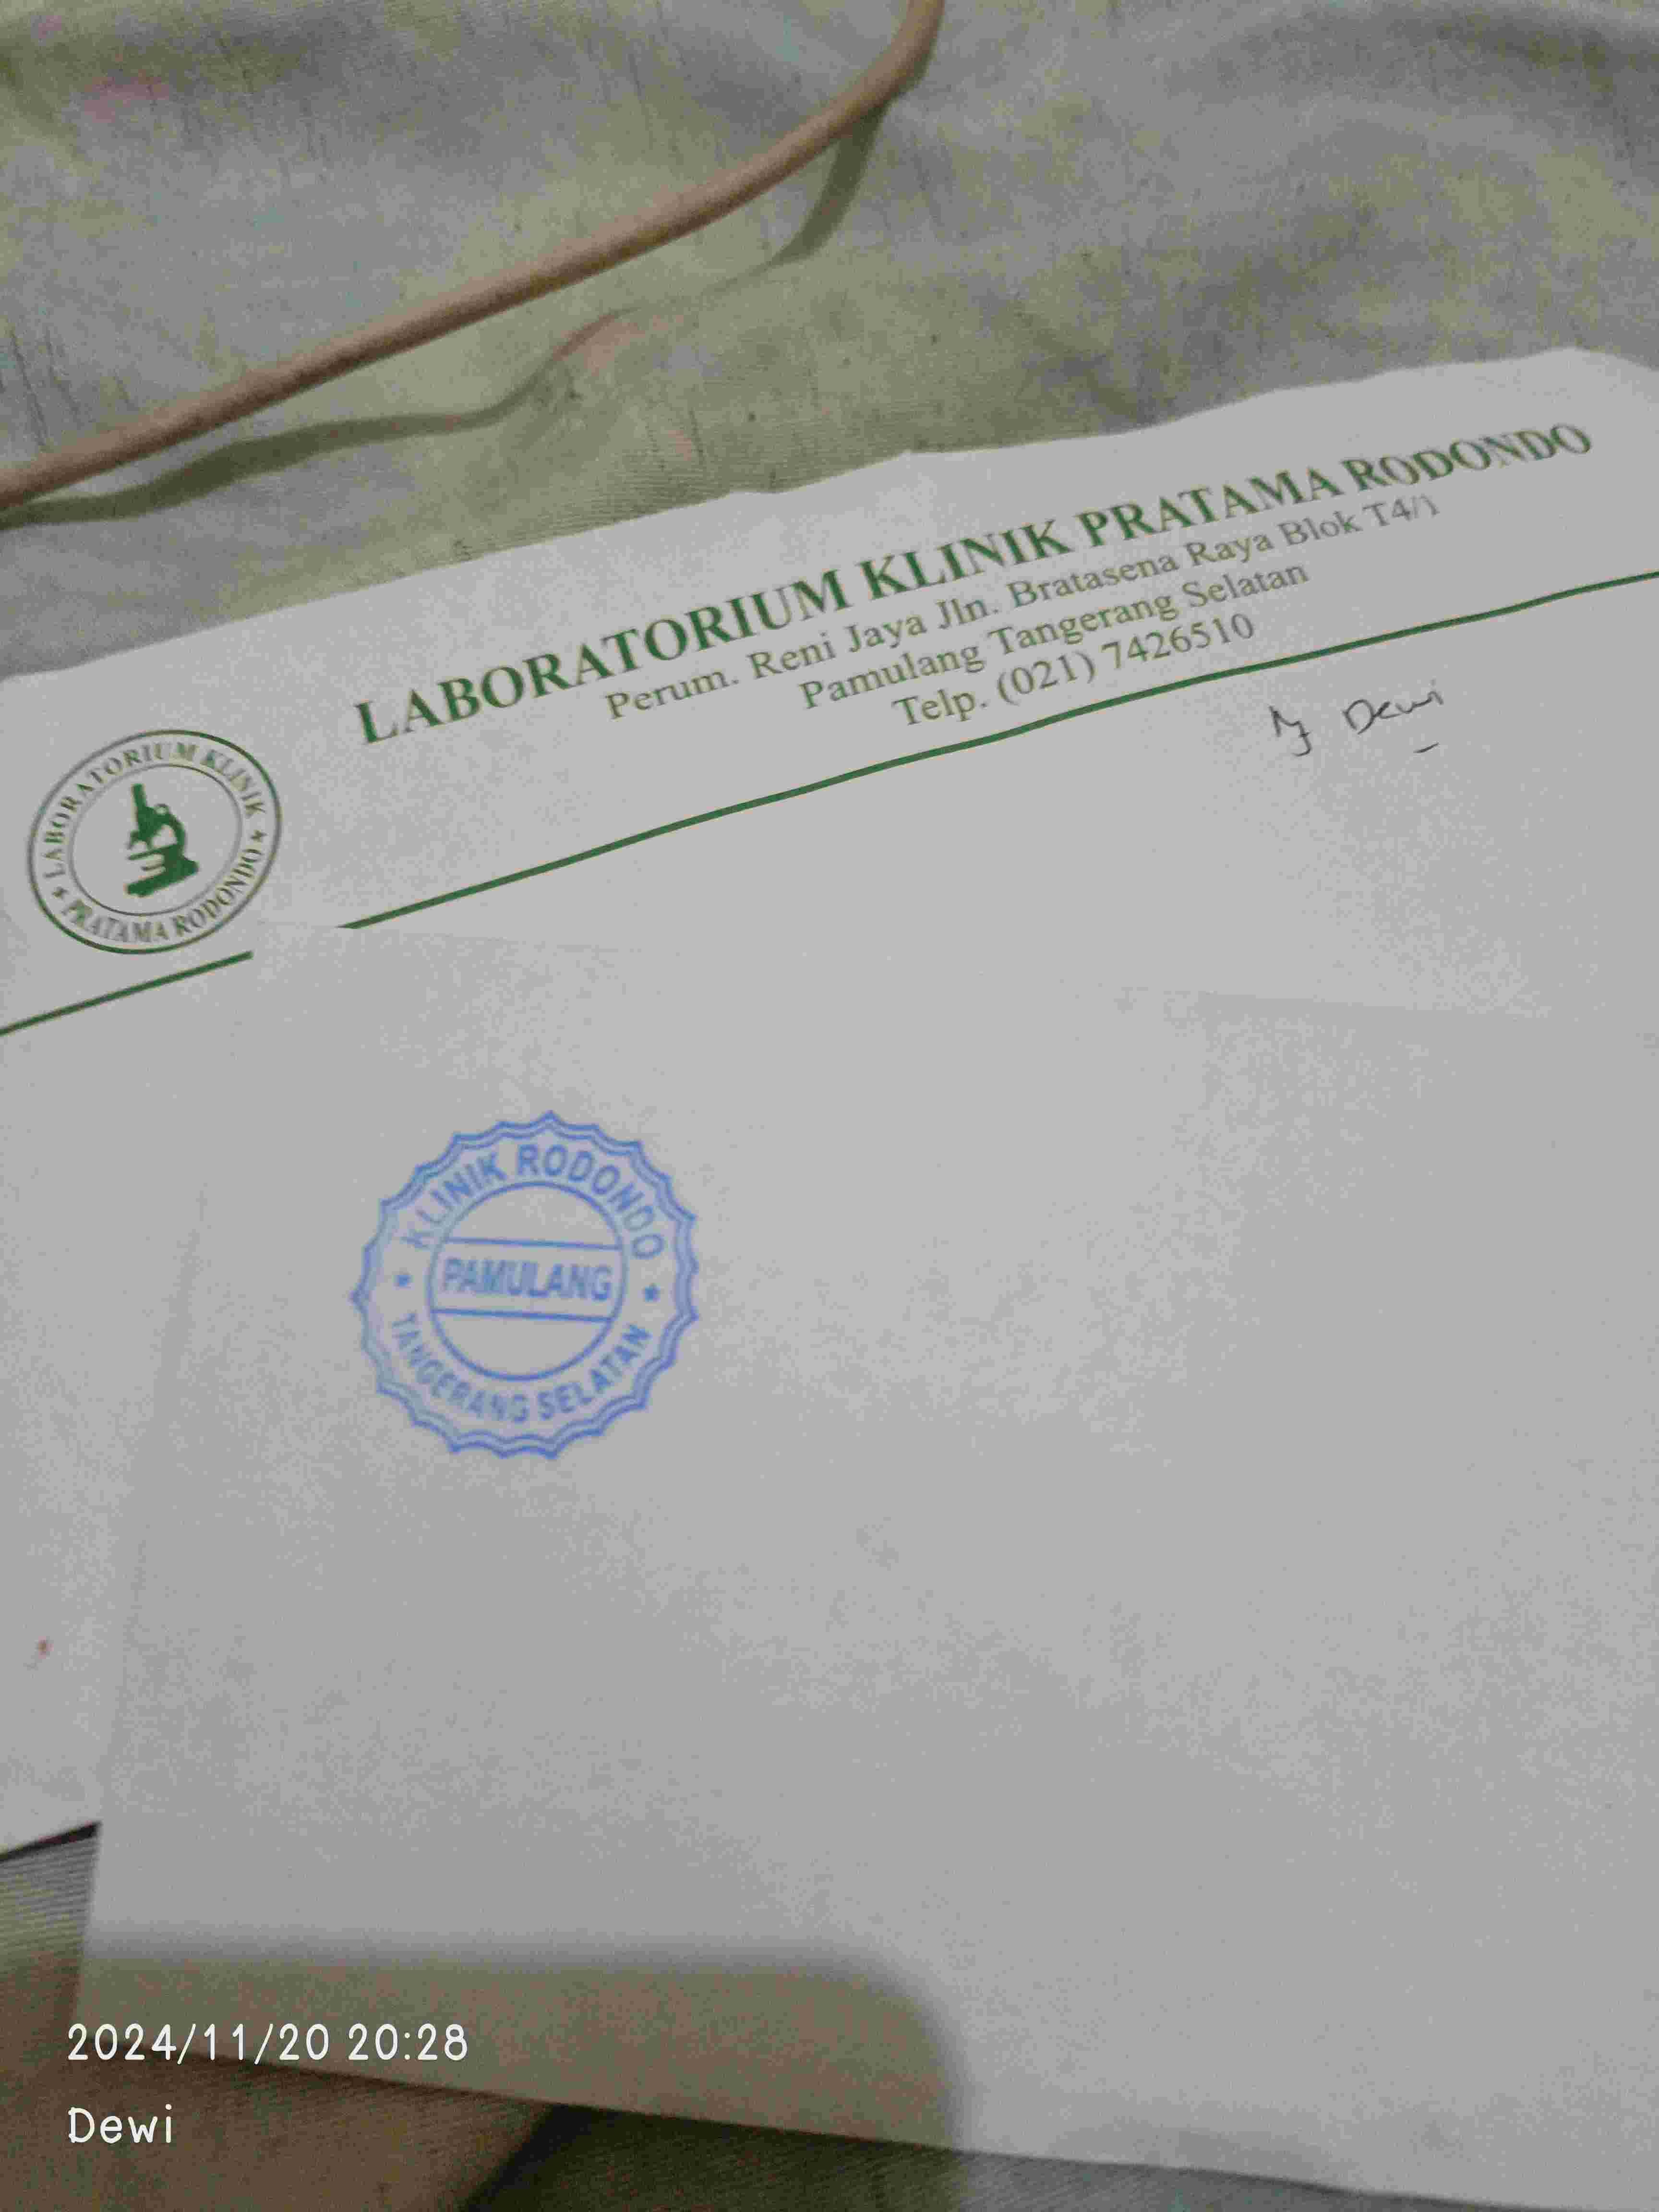 LABORATORIUM KLINIK PRATAMA RODONDO
Perum. Reni Jaya Jln. Bratasena Raya Blok T4/1
Pamulang Tangerang Selatan
Telp. (021) 7426510
Dewi
LABORATORIUM KLINIK
PRATAMA RODONDO
KLINIK RODONDO
PAMULANG
TANGERANG SELATAN
2024/11/20 20:28
Dewi